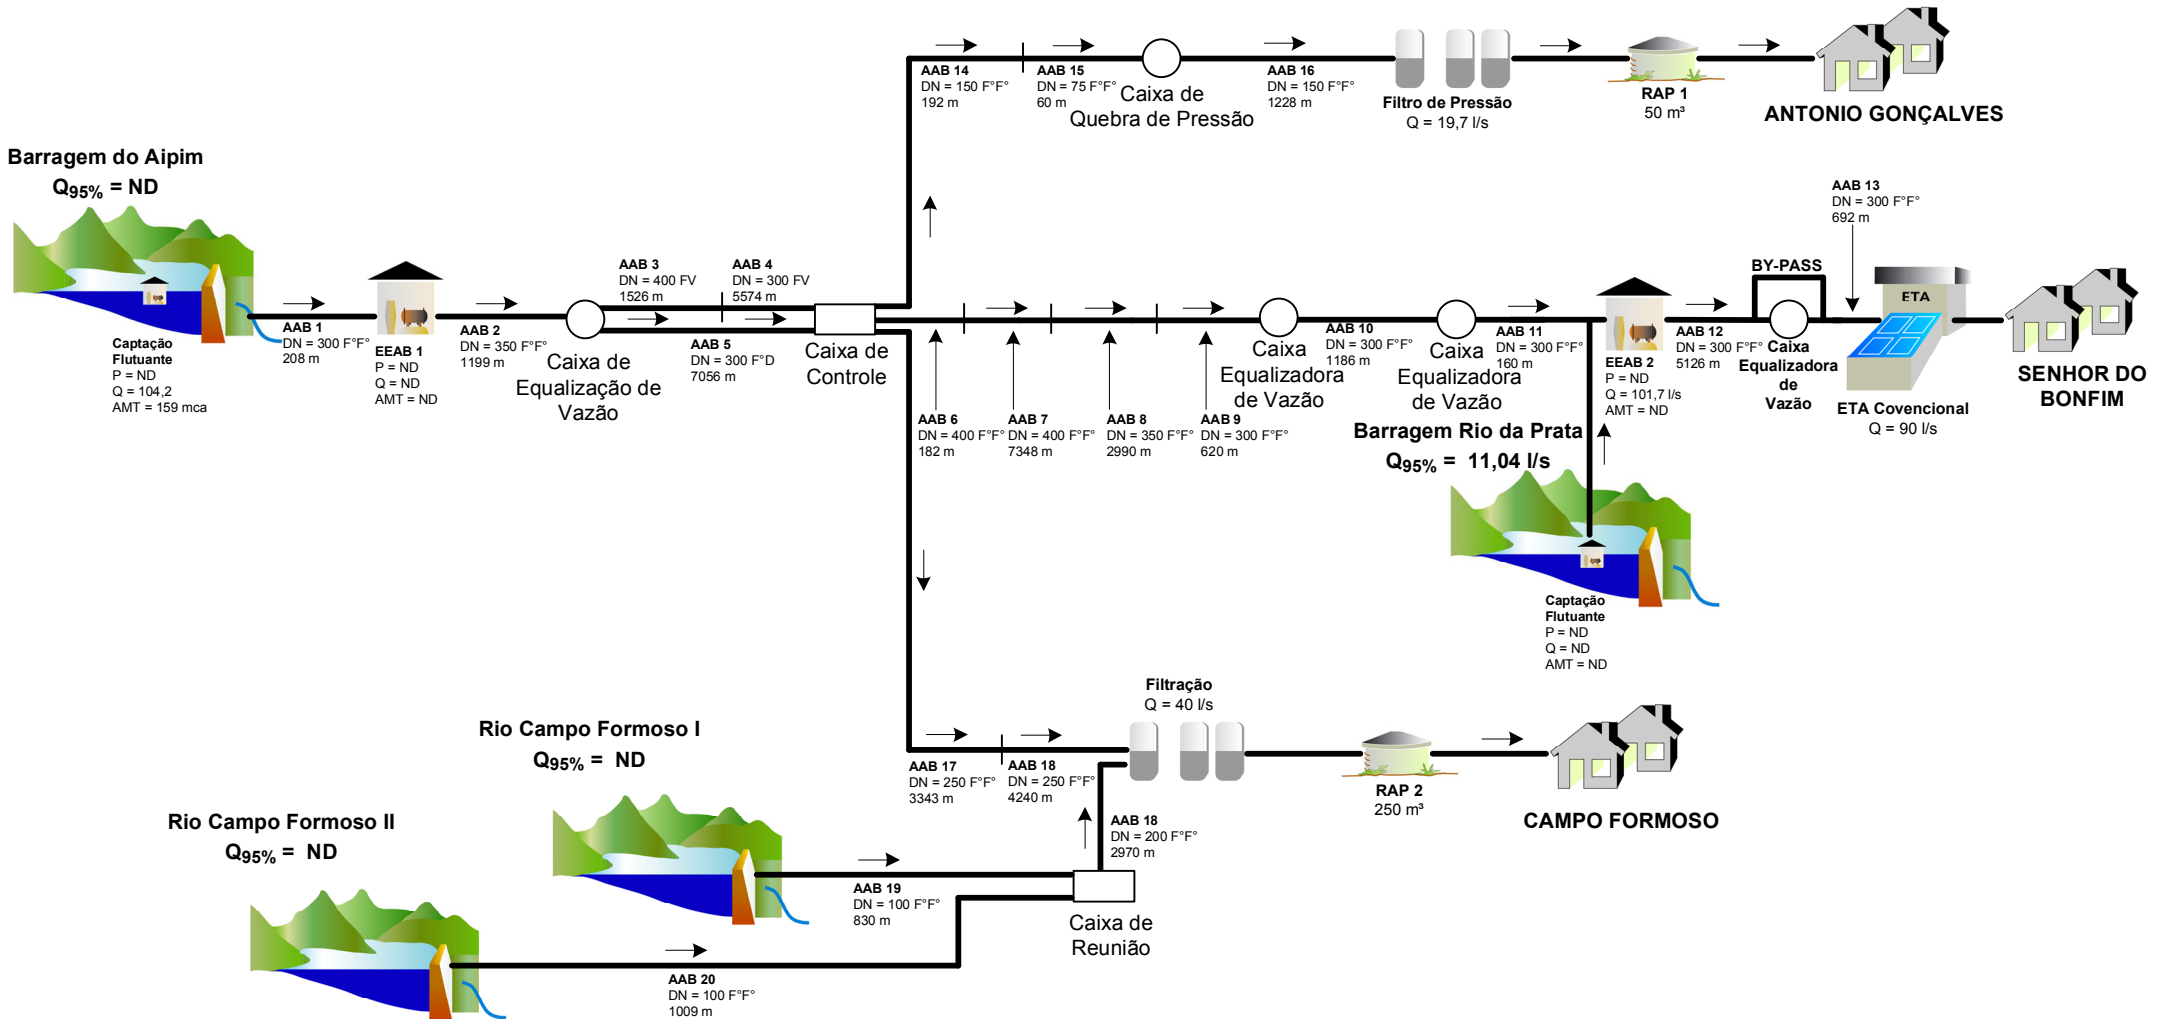 AAB 14
DN = 150 F°F°
192 m
AAB 15
DN = 75 F°F°
60 m
Caixa de
Quebra de Pressão
AAB 16
DN = 150 F°F°
1228 m
Filtro de Pressão
Q = 19,7 l/s
RAP 1
50 m³
ANTONIO GONÇALVES
Barragem do Aipim
Q95% = ND
Captação
Flutuante
P = ND
Q = 104,2
AMT = 159 mca
AAB 1
DN = 300 F°F°
208 m
EEAB 1
P = ND
Q = ND
AMT = ND
AAB 2
DN = 350 F°F°
1199 m
Caixa de
Equalização de
Vazão
AAB 3
DN = 400 FV
1526 m
AAB 4
DN = 300 FV
5574 m
AAB 5
DN = 300 F°D
7056 m
Caixa de
Controle
AAB 6
DN = 400 F°F°
182 m
AAB 7
DN = 400 F°F°
7348 m
AAB 8
DN = 350 F°F°
2990 m
AAB 9
DN = 300 F°F°
620 m
Caixa
Equalizadora
de Vazão
AAB 10
DN = 300 F°F°
1186 m
Caixa
Equalizadora
de Vazão
AAB 11
DN = 300 F°F°
160 m
EEAB 2
P = ND
Q = 101,7 l/s
AMT = ND
AAB 12
DN = 300 F°F°
5126 m
BY-PASS
Caixa
Equalizadora
de
Vazão
AAB 13
DN = 300 F°F°
692 m
ETA
ETA Covencional
Q = 90 l/s
SENHOR DO
BONFIM
Barragem Rio da Prata
Q95% = 11,04 l/s
Captação
Flutuante
P = ND
Q = ND
AMT = ND
AAB 17
DN = 250 F°F°
3343 m
AAB 18
DN = 250 F°F°
4240 m
Filtração
Q = 40 l/s
RAP 2
250 m³
CAMPO FORMOSO
Rio Campo Formoso I
Q95% = ND
Rio Campo Formoso II
Q95% = ND
AAB 18
DN = 200 F°F°
2970 m
AAB 19
DN = 100 F°F°
830 m
Caixa de
Reunião
AAB 20
DN = 100 F°F°
1009 m